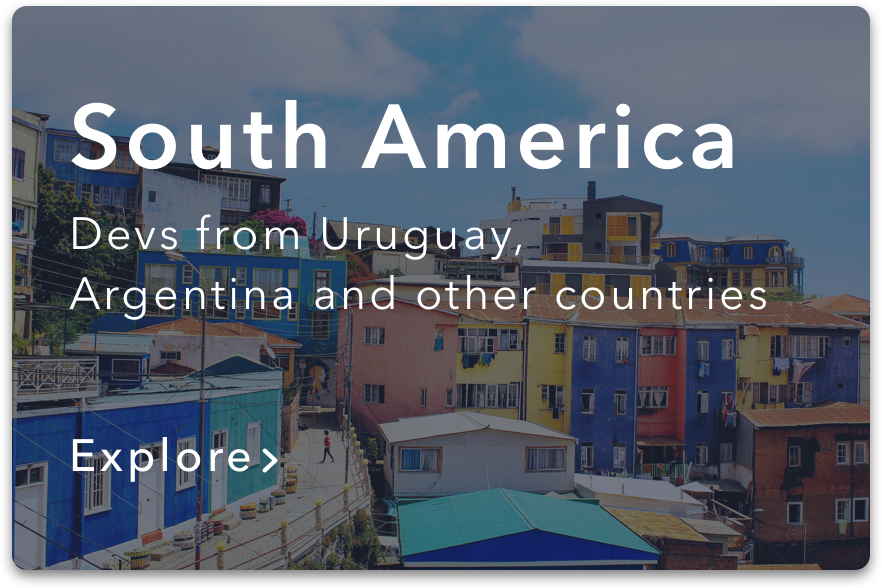 South America
Devs from Uruguay,
Argentina and other countries
Explore>